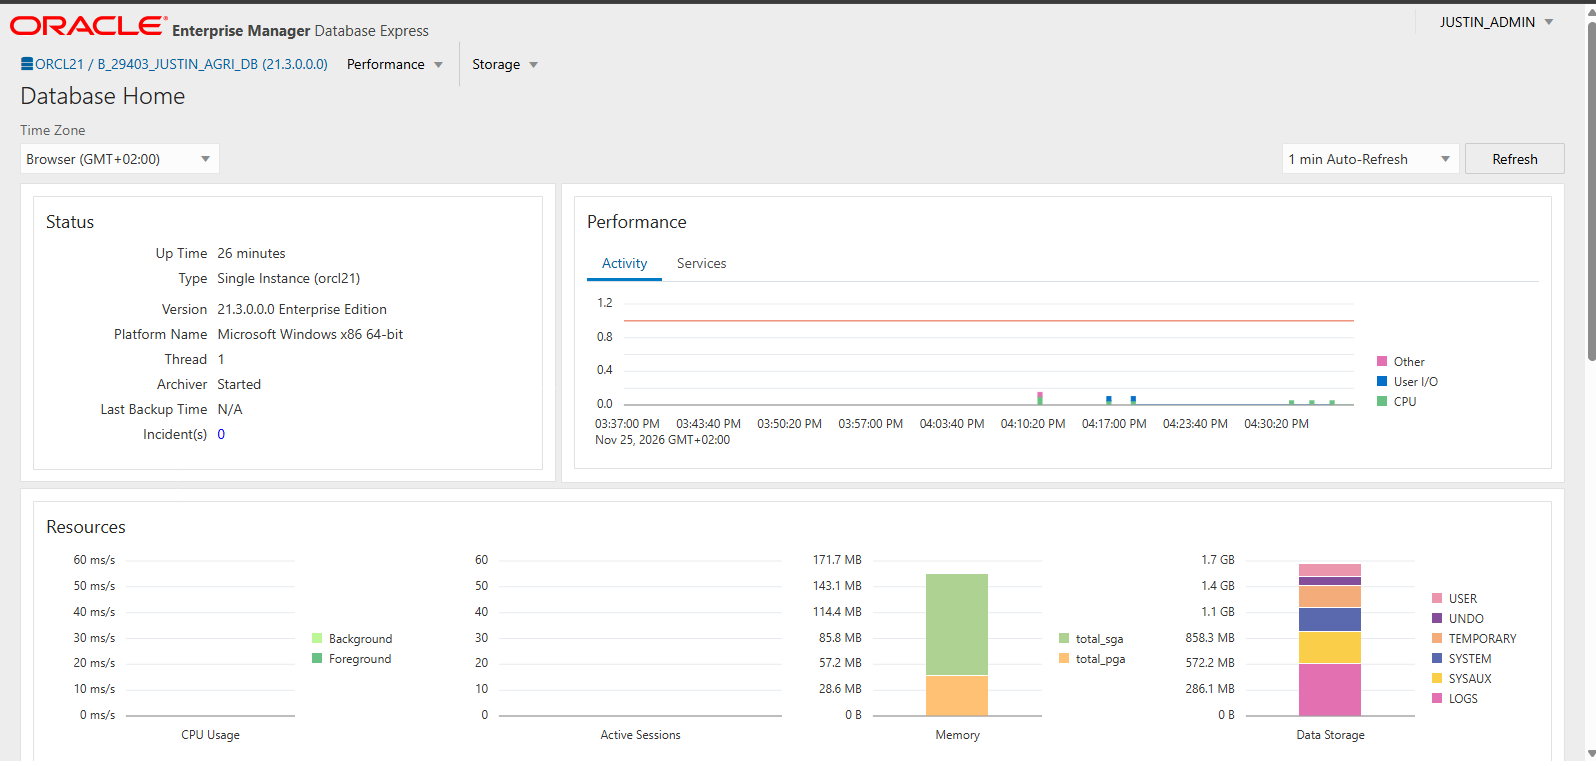 ORACLE Enterprise Manager Database Express
JUSTIN_ADMIN
ORCL21 / B_29403_JUSTIN_AGRI_DB (21.3.0.0.0) Performance Storage
Database Home
Time Zone
Browser (GMT+02:00)
1 min Auto-Refresh Refresh
Status
Up Time 26 minutes
Type Single Instance (orcl21)
Version 21.3.0.0.0 Enterprise Edition
Platform Name Microsoft Windows x86 64-bit
Thread 1
Archiver Started
Last Backup Time N/A
Incident(s) 0
Performance
Activity Services
1.2
0.8
0.4
0.0
03:37:00 PM 03:43:40 PM 03:50:20 PM 03:57:00 PM 04:03:40 PM 04:10:20 PM 04:17:00 PM 04:23:40 PM 04:30:20 PM
Nov 25, 2026 GMT+02:00
Other
User I/O
CPU
Resources
60 ms/s
50 ms/s
40 ms/s
30 ms/s
20 ms/s
10 ms/s
0 ms/s
CPU Usage
Background
Foreground
60
50
40
30
20
10
0
Active Sessions
171.7 MB
143.1 MB
114.4 MB
85.8 MB
57.2 MB
28.6 MB
0 B
Memory
total_sga
total_pga
1.7 GB
1.4 GB
1.1 GB
858.3 MB
572.2 MB
286.1 MB
0 B
Data Storage
USER
UNDO
TEMPORARY
SYSTEM
SYSAUX
LOGS